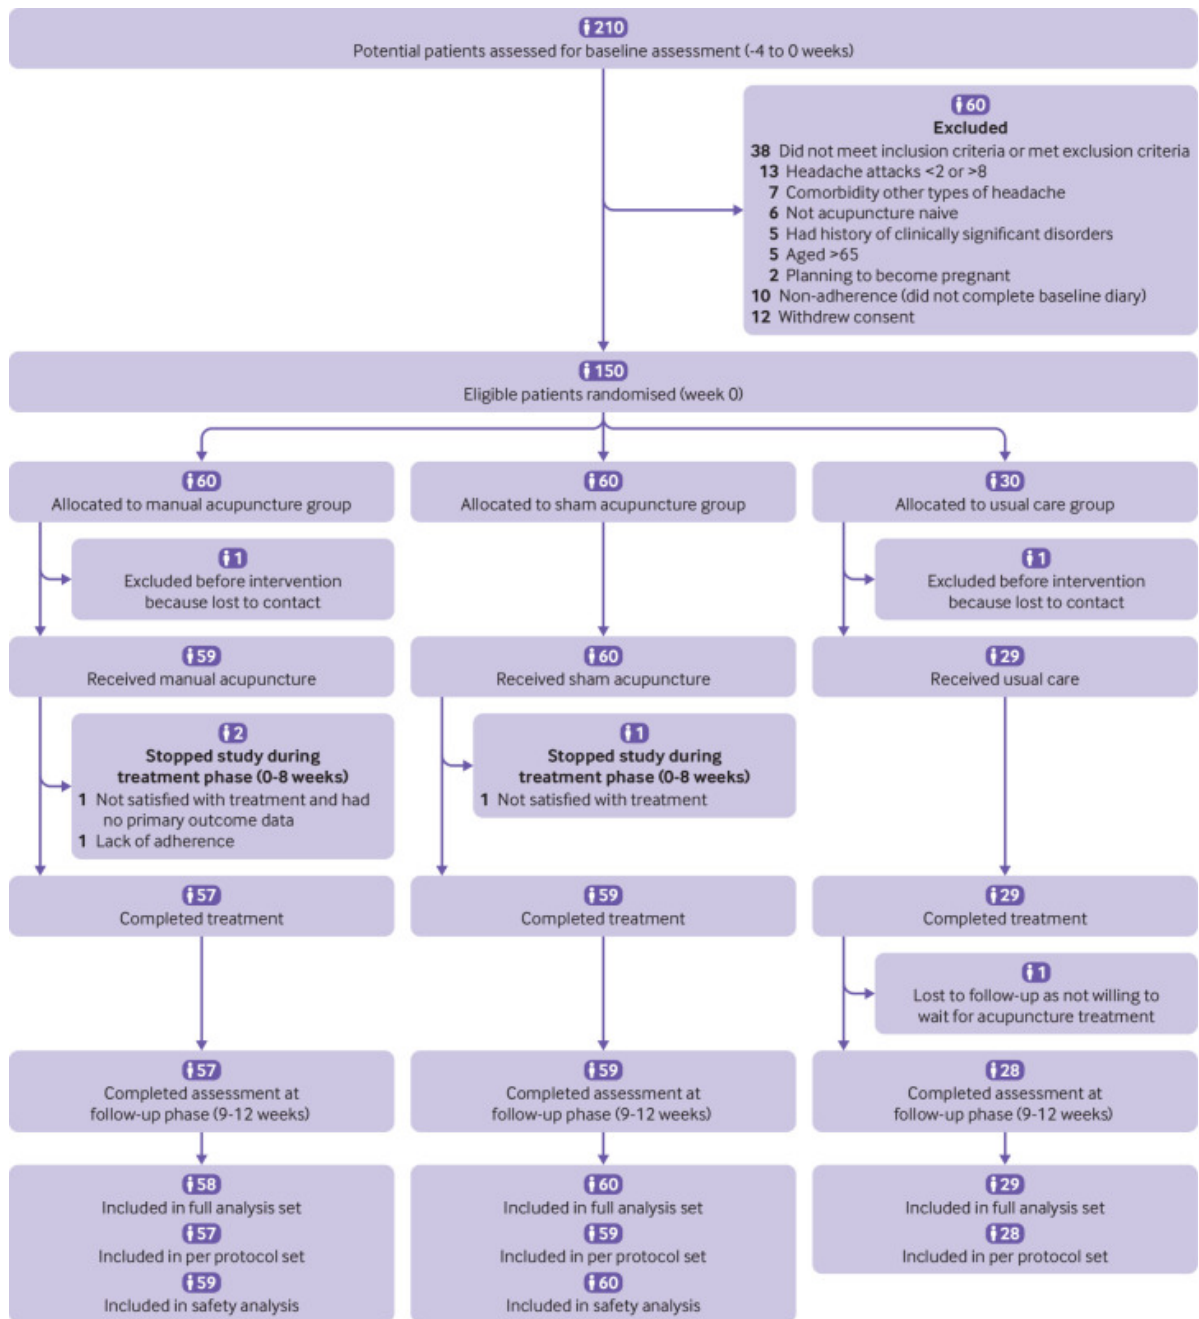 210
Potential patients assessed for baseline assessment (-4 to 0 weeks)
60
Excluded
38 Did not meet inclusion criteria or met exclusion criteria
13 Headache attacks <2 or >8
7 Comorbidity other types of headache
6 Not acupuncture naive
5 Had history of clinically significant disorders
5 Aged >65
2 Planning to become pregnant
10 Non-adherence (did not complete baseline diary)
12 Withdrew consent
150
Eligible patients randomised (week 0)
60
Allocated to manual acupuncture group
60
Allocated to sham acupuncture group
30
Allocated to usual care group
1
Excluded before intervention
because lost to contact
1
Excluded before intervention
because lost to contact
59
Received manual acupuncture
60
Received sham acupuncture
29
Received usual care
2
Stopped study during
treatment phase (0-8 weeks)
1 Not satisfied with treatment and had
no primary outcome data
1 Lack of adherence
1
Stopped study during
treatment phase (0-8 weeks)
1 Not satisfied with treatment
57
Completed treatment
59
Completed treatment
29
Completed treatment
1
Lost to follow-up as not willing to
wait for acupuncture treatment
57
Completed assessment at
follow-up phase (9-12 weeks)
59
Completed assessment at
follow-up phase (9-12 weeks)
28
Completed assessment at
follow-up phase (9-12 weeks)
58
Included in full analysis set
57
Included in per protocol set
59
Included in safety analysis
60
Included in full analysis set
59
Included in per protocol set
60
Included in safety analysis
29
Included in full analysis set
28
Included in per protocol set